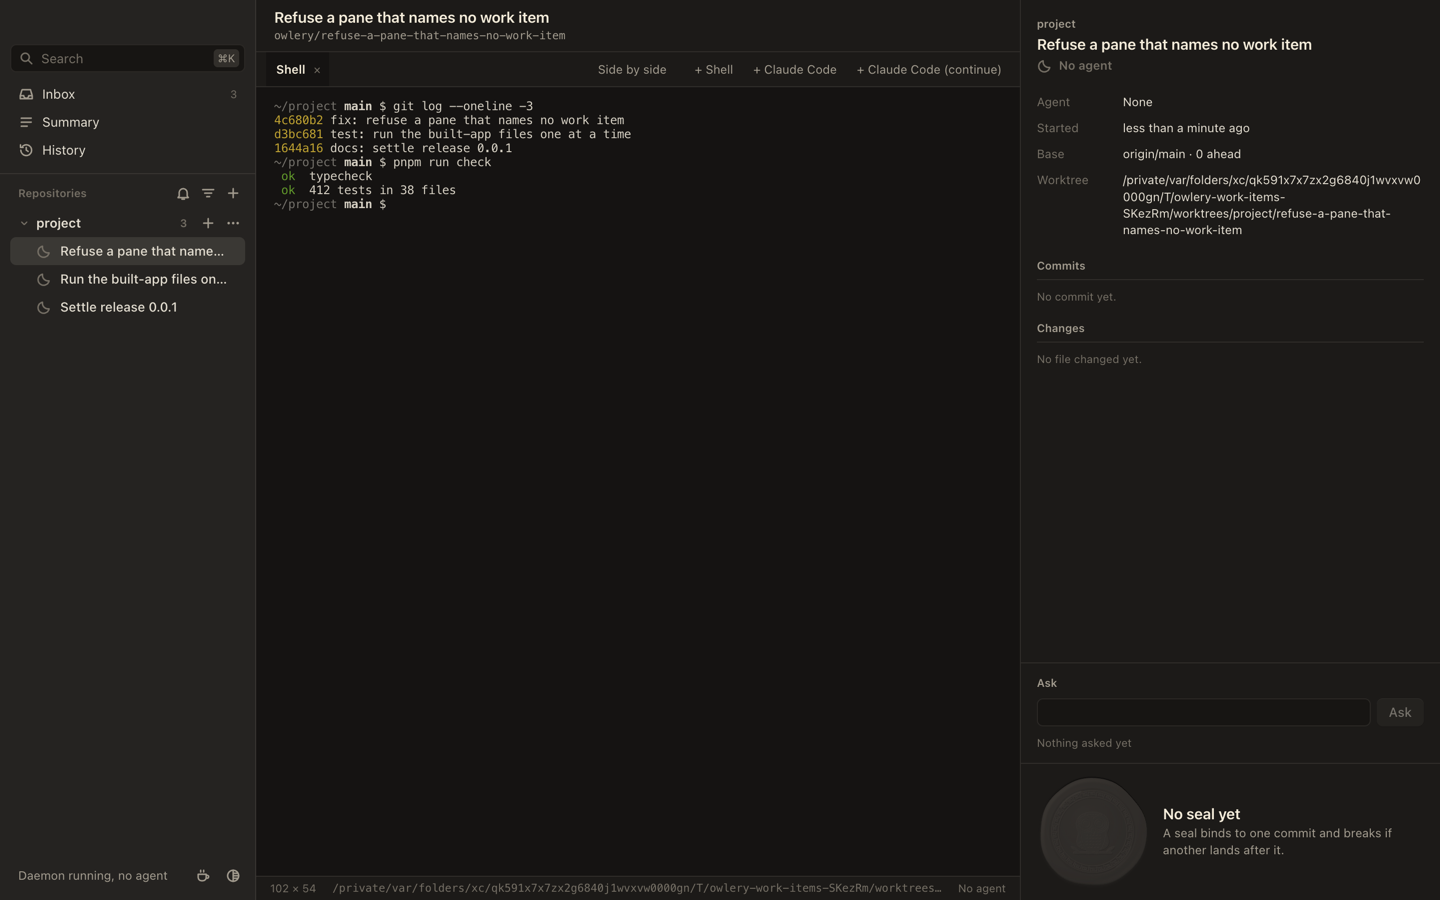 Search
⌘K
Inbox 3
Summary
History
Repositories
project 3
Refuse a pane that name...
Run the built-app files on...
Settle release 0.0.1
Daemon running, no agent
Refuse a pane that names no work item
owlery/refuse-a-pane-that-names-no-work-item
Shell × Side by side + Shell + Claude Code + Claude Code (continue)
~/project main $ git log --oneline -3
4c680b2 fix: refuse a pane that names no work item
d3bc681 test: run the built-app files one at a time
1644a16 docs: settle release 0.0.1
~/project main $ pnpm run check
ok typecheck
ok 412 tests in 38 files
~/project main $
102 × 54 /private/var/folders/xc/qk591x7x7zx2g6840j1wvxvw0000gn/T/owlery-work-items-SKezRm/worktrees… No agent
project
Refuse a pane that names no work item
No agent
Agent None
Started less than a minute ago
Base origin/main · 0 ahead
Worktree /private/var/folders/xc/qk591x7x7zx2g6840j1wvxvw0
000gn/T/owlery-work-items-
SKezRm/worktrees/project/refuse-a-pane-that-
names-no-work-item
Commits
No commit yet.
Changes
No file changed yet.
Ask
Ask
Nothing asked yet
No seal yet
A seal binds to one commit and breaks if
another lands after it.